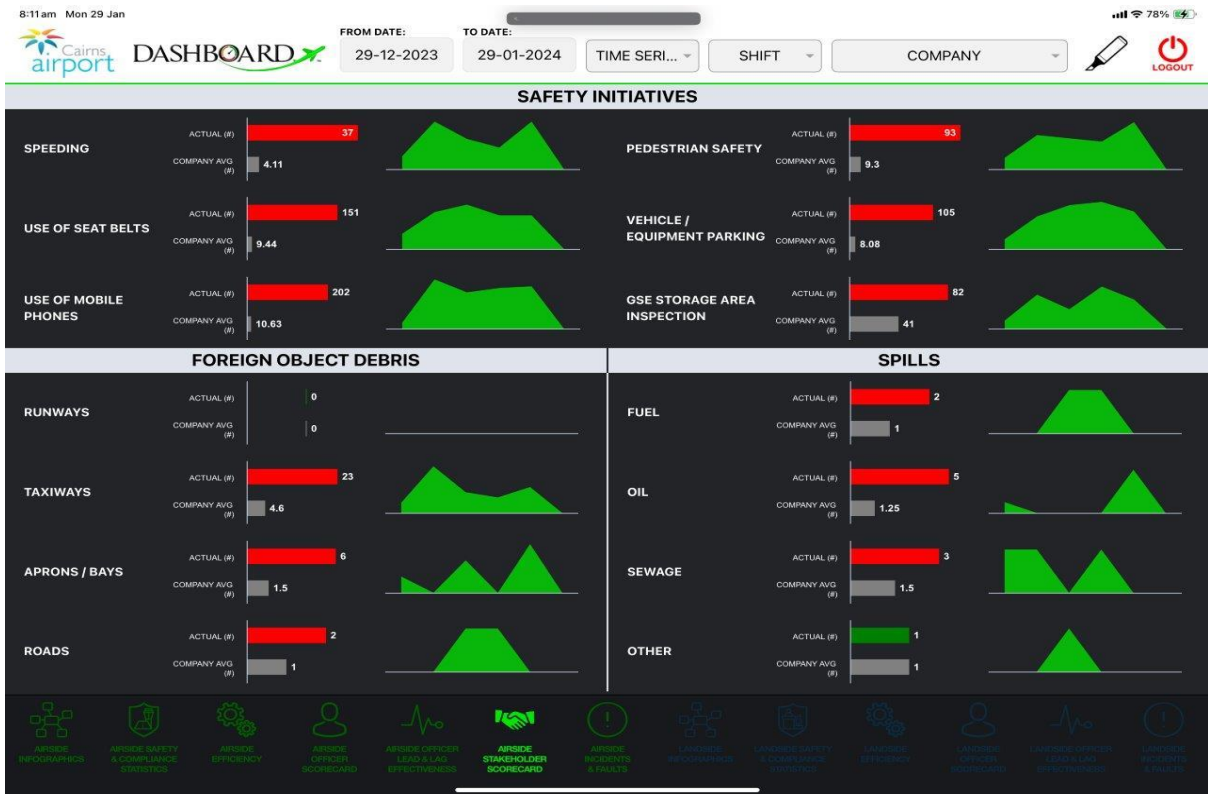 8:11 am Mon 29 Jan
78%
Cairns
airport
DASHBOARD
FROM DATE:
29-12-2023
TO DATE:
29-01-2024
TIME SERI...
SHIFT
COMPANY
LOGOUT
SAFETY INITIATIVES
SPEEDING
ACTUAL (#)
37
COMPANY AVG
(#)
4.11
PEDESTRIAN SAFETY
ACTUAL (#)
93
COMPANY AVG
(#)
9.3
USE OF SEAT BELTS
ACTUAL (#)
151
COMPANY AVG
(#)
9.44
VEHICLE /
EQUIPMENT PARKING
ACTUAL (#)
105
COMPANY AVG
(#)
8.08
USE OF MOBILE
PHONES
ACTUAL (#)
202
COMPANY AVG
(#)
10.63
GSE STORAGE AREA
INSPECTION
ACTUAL (#)
82
COMPANY AVG
(#)
41
FOREIGN OBJECT DEBRIS
RUNWAYS
ACTUAL (#)
0
COMPANY AVG
(#)
0
TAXIWAYS
ACTUAL (#)
23
COMPANY AVG
(#)
4.6
APRONS / BAYS
ACTUAL (#)
6
COMPANY AVG
(#)
1.5
ROADS
ACTUAL (#)
2
COMPANY AVG
(#)
1
SPILLS
FUEL
ACTUAL (#)
2
COMPANY AVG
(#)
1
OIL
ACTUAL (#)
5
COMPANY AVG
(#)
1.25
SEWAGE
ACTUAL (#)
3
COMPANY AVG
(#)
1.5
OTHER
ACTUAL (#)
1
COMPANY AVG
(#)
1
AIRSIDE
INFOGRAPHICS
AIRSIDE SAFETY
& COMPLIANCE
STATISTICS
AIRSIDE
EFFICIENCY
AIRSIDE
OFFICER
SCORECARD
AIRSIDE OFFICER
LEAD & LAG
EFFECTIVENESS
AIRSIDE
STAKEHOLDER
SCORECARD
AIRSIDE
INCIDENTS
& FAULTS
LANDSIDE
INFOGRAPHICS
LANDSIDE SAFETY
& COMPLIANCE
STATISTICS
LANDSIDE
EFFICIENCY
LANDSIDE
OFFICER
SCORECARD
LANDSIDE OFFICER
LEAD & LAG
EFFECTIVENESS
LANDSIDE
INCIDENTS
& FAULTS